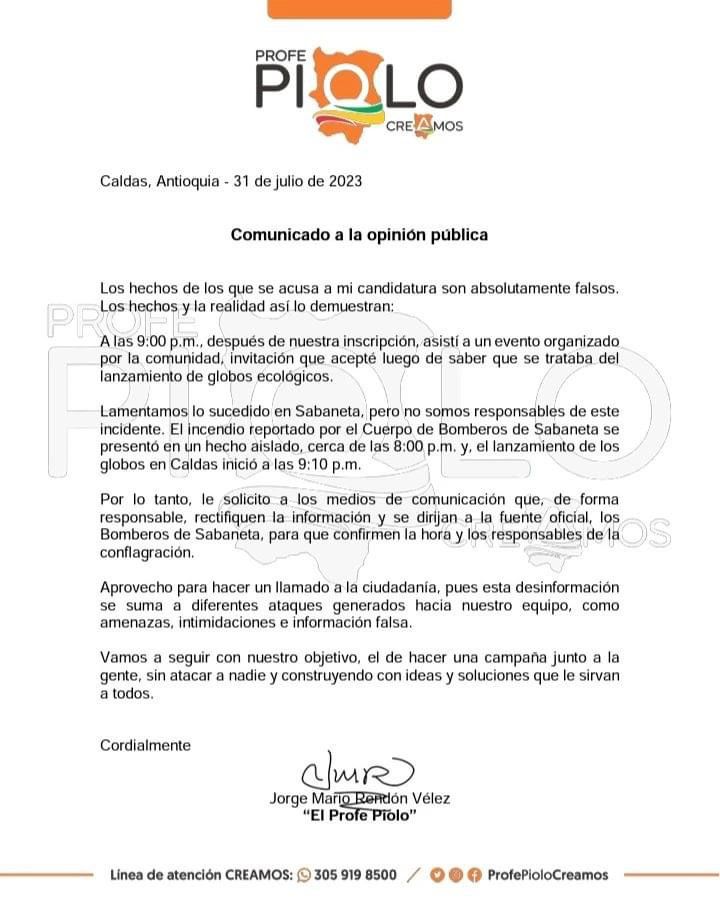 PROFE
PIOLO
CREAMOS
Caldas, Antioquia - 31 de julio de 2023
Comunicado a la opinión pública
Los hechos de los que se acusa a mi candidatura son absolutamente falsos.
Los hechos y la realidad así lo demuestran:
A las 9:00 p.m., después de nuestra inscripción, asistí a un evento organizado
por la comunidad, invitación que acepté luego de saber que se trataba del
lanzamiento de globos ecológicos.
Lamentamos lo sucedido en Sabaneta, pero no somos responsables de este
incidente. El incendio reportado por el Cuerpo de Bomberos de Sabaneta se
presentó en un hecho aislado, cerca de las 8:00 p.m. y, el lanzamiento de los
globos en Caldas inició a las 9:10 p.m.
Por lo tanto, le solicito a los medios de comunicación que, de forma
responsable, rectifiquen la información y se dirijan a la fuente oficial, los
Bomberos de Sabaneta, para que confirmen la hora y los responsables de la
conflagración.
Aprovecho para hacer un llamado a la ciudadanía, pues esta desinformación
se suma a diferentes ataques generados hacia nuestro equipo, como
amenazas, intimidaciones e información falsa.
Vamos a seguir con nuestro objetivo, el de hacer una campaña junto a la
gente, sin atacar a nadie y construyendo con ideas y soluciones que le sirvan
a todos.
Cordialmente
Jorge Mario Rendón Vélez
“El Profe Piolo”
Línea de atención CREAMOS: 305 919 8500 / ProfePioloCreamos
PROFE
PIOLO
CREAMOS